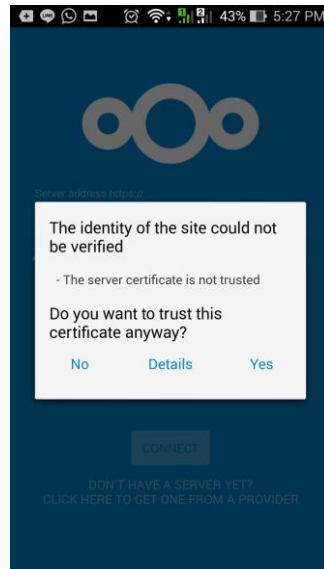 43% 5:27 PM
Server address https://...
The identity of the site could not
be verified
- The server certificate is not trusted
Do you want to trust this
certificate anyway?
No Details Yes
CONNECT
DON'T HAVE A SERVER YET?
CLICK HERE TO GET ONE FROM A PROVIDER